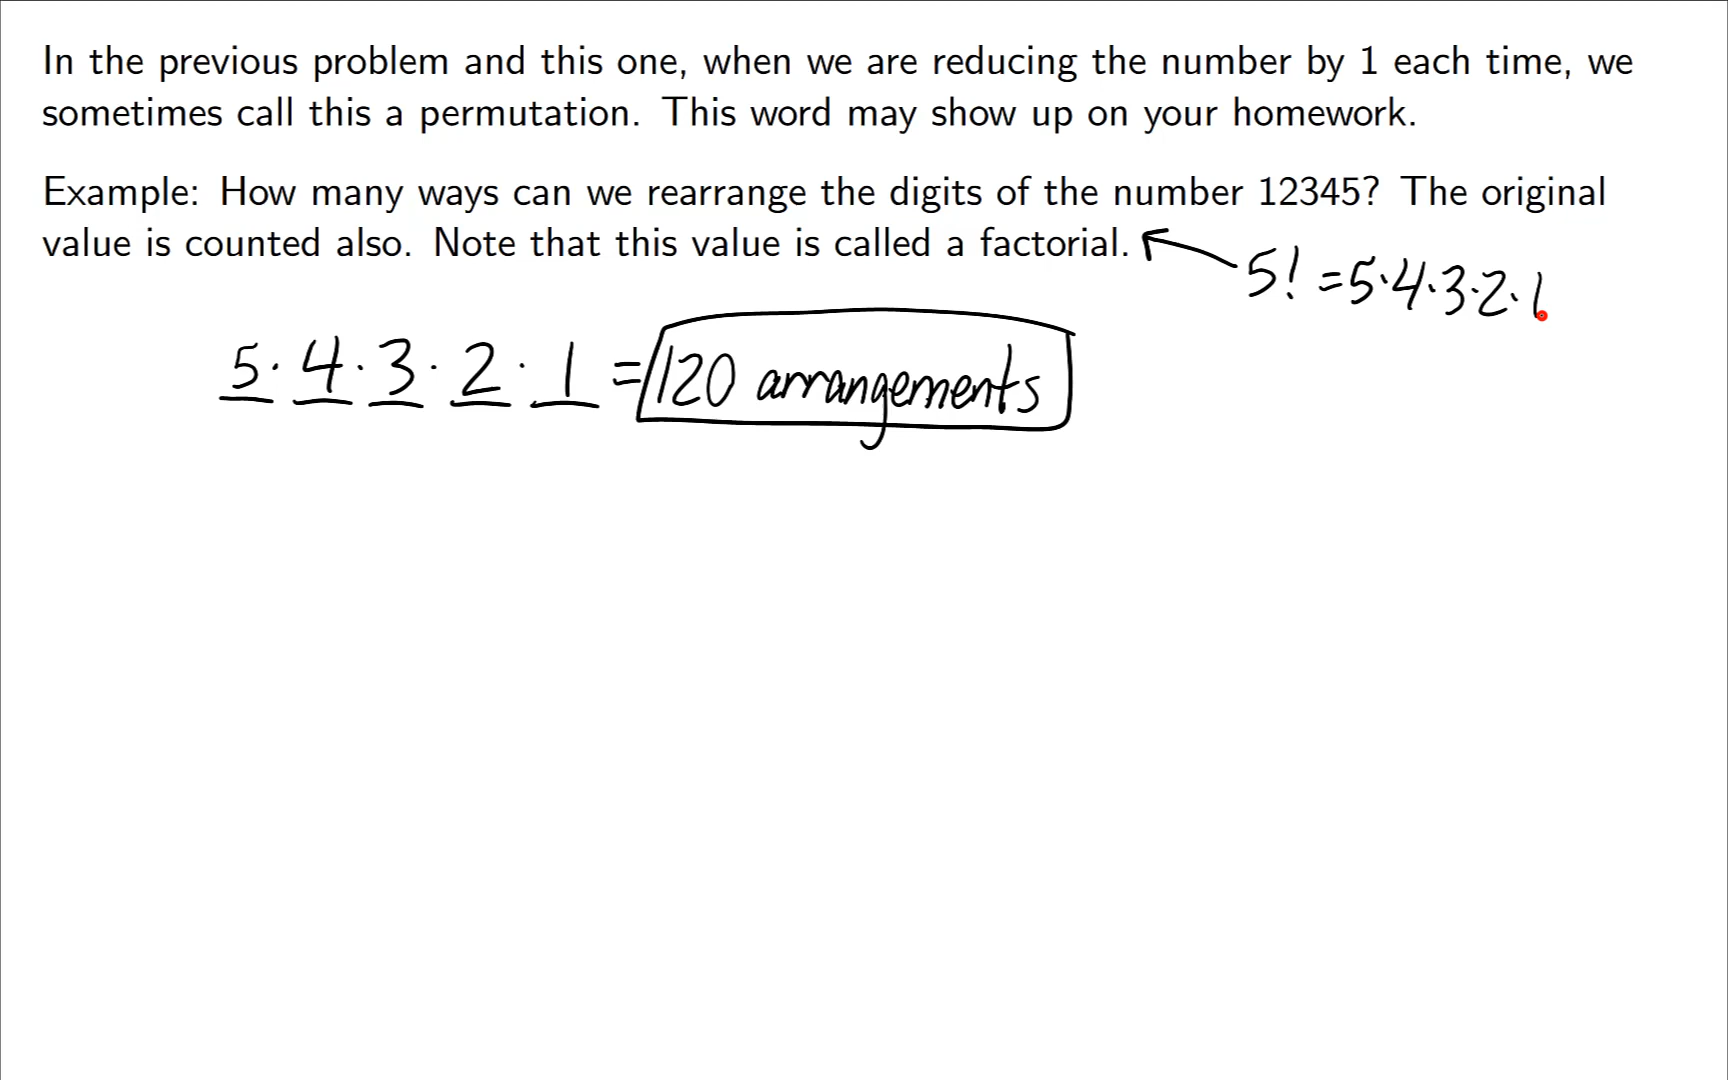 In the previous problem and this one, when we are reducing the number by 1 each time, we
sometimes call this a permutation. This word may show up on your homework.
Example: How many ways can we rearrange the digits of the number 12345? The original
value is counted also. Note that this value is called a factorial.
5! = 5·4·3·2·1
5 · 4 · 3 · 2 · 1 = 120 arrangements